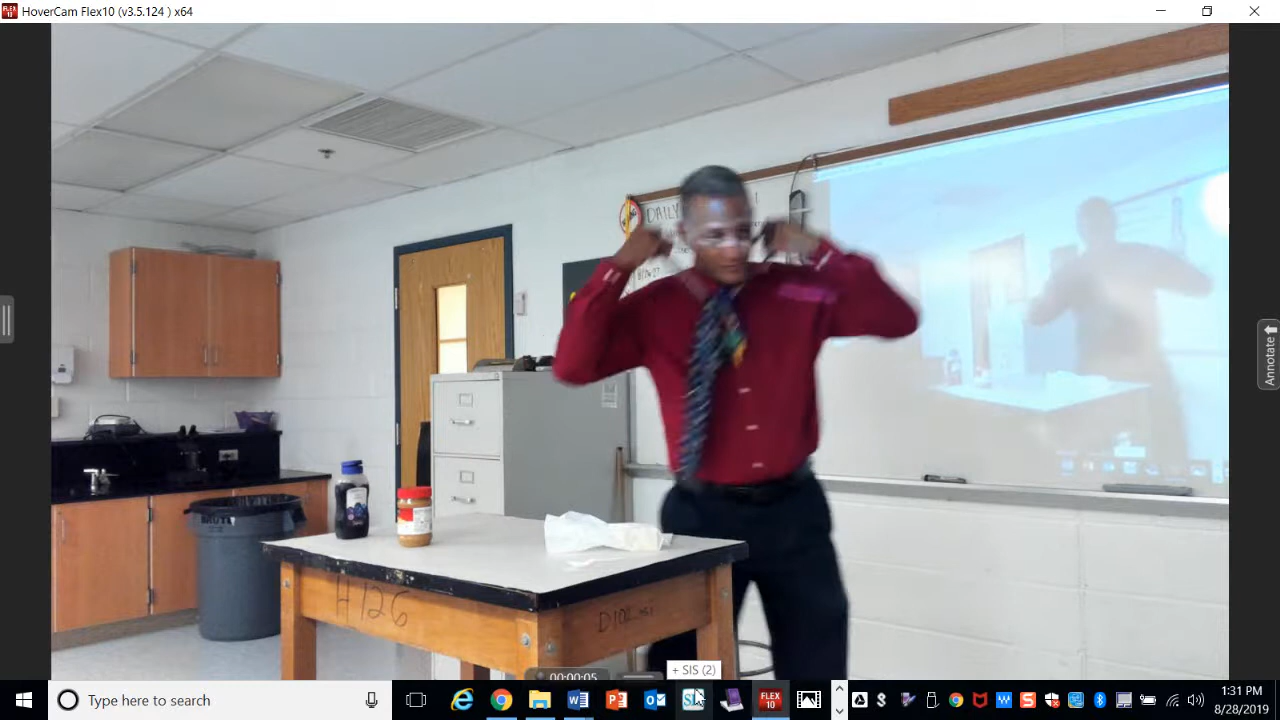 HoverCam Flex10 (v3.5.124 ) x64
Annotate
DAILY
H126
00:00:05
+ SIS (2)
Type here to search
FLEX
10
1:31 PM
8/28/2019